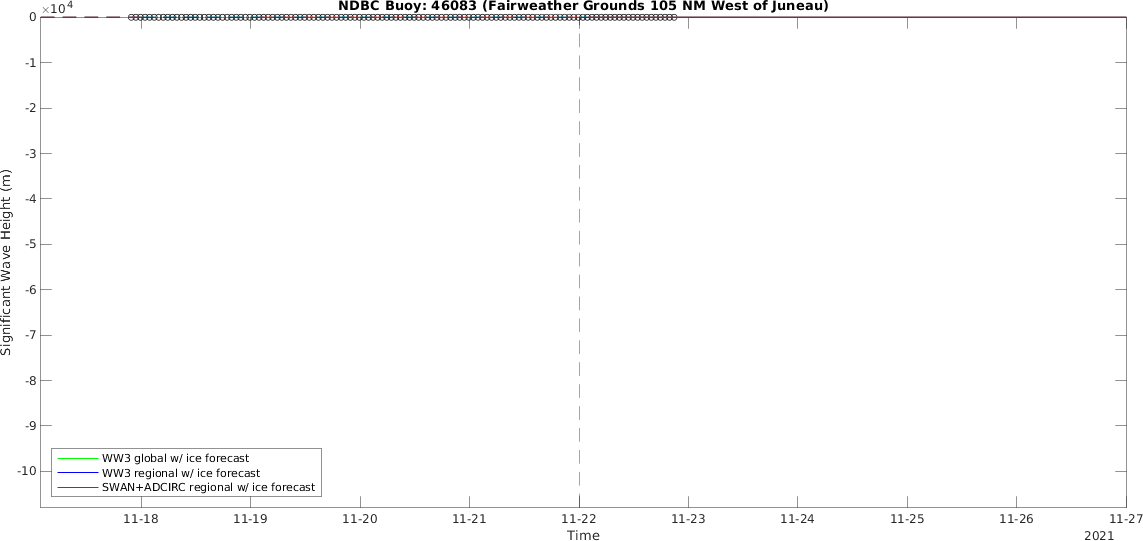 NDBC Buoy: 46083 (Fairweather Grounds 105 NM West of Juneau)
×10⁴
0
-1
-2
-3
-4
-5
-6
-7
-8
-9
-10
Significant Wave Height (m)
WW3 global w/ ice forecast
WW3 regional w/ ice forecast
SWAN+ADCIRC regional w/ ice forecast
11-18 11-19 11-20 11-21 11-22 11-23 11-24 11-25 11-26 11-27
Time
2021